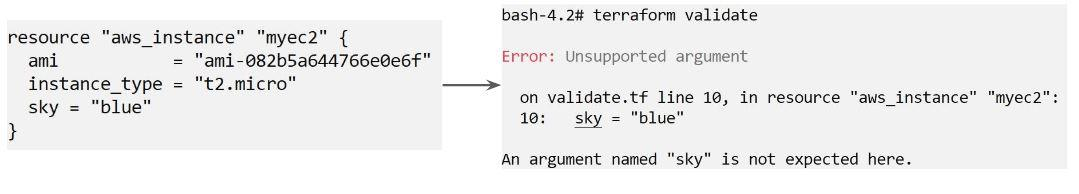 resource "aws_instance" "myec2" {
  ami           = "ami-082b5a644766e0e6f"
  instance_type = "t2.micro"
  sky = "blue"
}
bash-4.2# terraform validate
Error: Unsupported argument
  on validate.tf line 10, in resource "aws_instance" "myec2":
  10:   sky = "blue"
An argument named "sky" is not expected here.